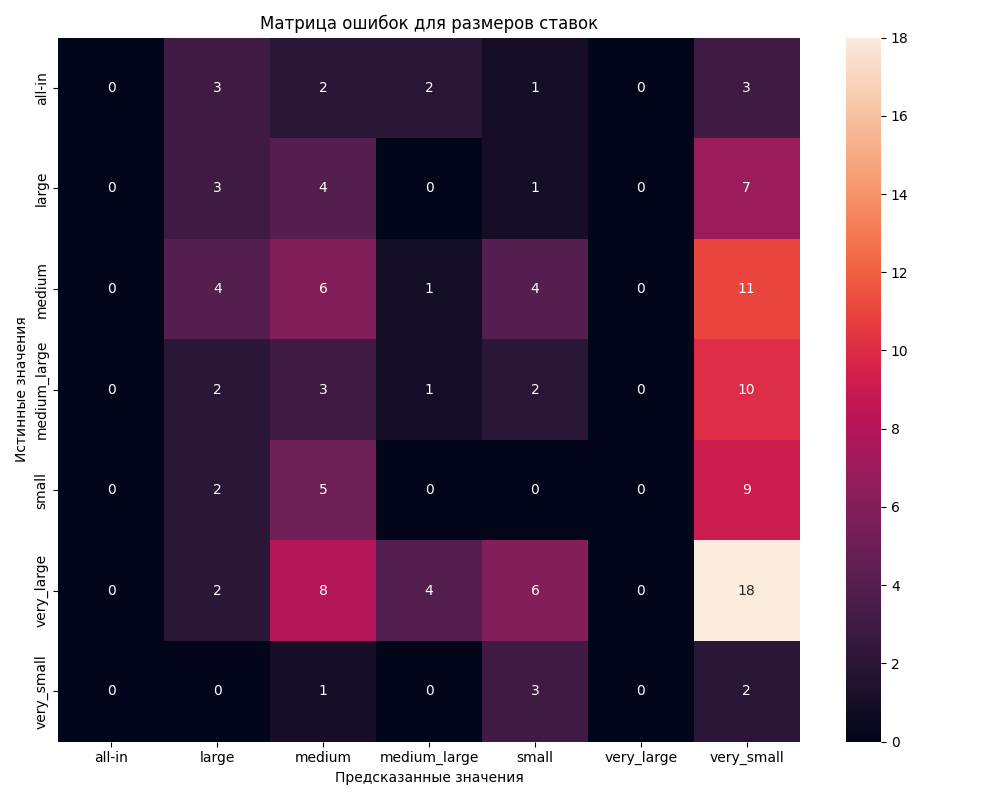 Матрица ошибок для размеров ставок
Истинные значения
all-in 0 3 2 2 1 0 3
large 0 3 4 0 1 0 7
medium 0 4 6 1 4 0 11
medium_large 0 2 3 1 2 0 10
small 0 2 5 0 0 0 9
very_large 0 2 8 4 6 0 18
very_small 0 0 1 0 3 0 2
all-in large medium medium_large small very_large very_small
Предсказанные значения
18
16
14
12
10
8
6
4
2
0